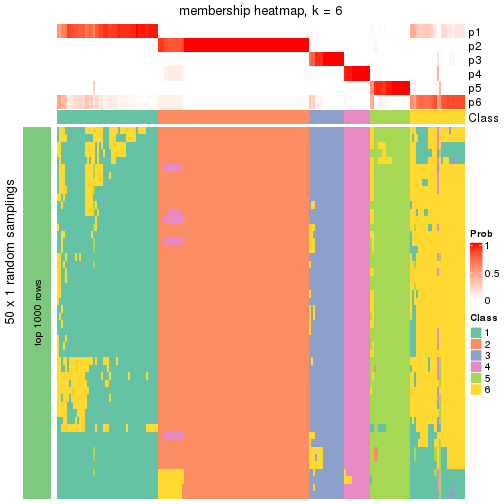 membership heatmap, k = 6
p1
p2
p3
p4
p5
p6
Class
50 x 1 random samplings
top 1000 rows
Prob
1
0.5
0
Class
1
2
3
4
5
6